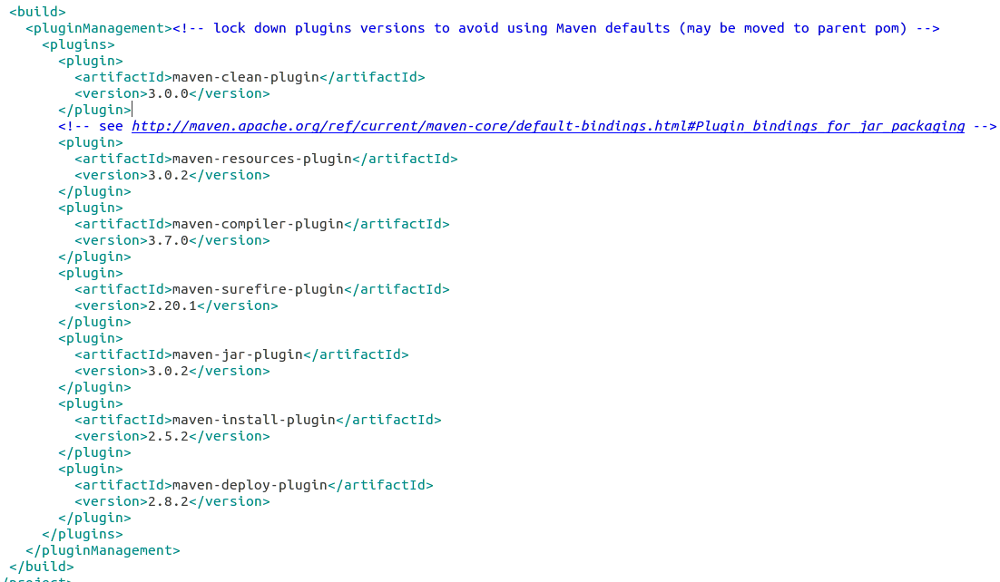 <build>
<pluginManagement><!-- lock down plugins versions to avoid using Maven defaults (may be moved to parent pom) -->
<plugins>
<plugin>
<artifactId>maven-clean-plugin</artifactId>
<version>3.0.0</version>
</plugin>
<!-- see http://maven.apache.org/ref/current/maven-core/default-bindings.html#Plugin_bindings_for_jar_packaging -->
<plugin>
<artifactId>maven-resources-plugin</artifactId>
<version>3.0.2</version>
</plugin>
<plugin>
<artifactId>maven-compiler-plugin</artifactId>
<version>3.7.0</version>
</plugin>
<plugin>
<artifactId>maven-surefire-plugin</artifactId>
<version>2.20.1</version>
</plugin>
<plugin>
<artifactId>maven-jar-plugin</artifactId>
<version>3.0.2</version>
</plugin>
<plugin>
<artifactId>maven-install-plugin</artifactId>
<version>2.5.2</version>
</plugin>
<plugin>
<artifactId>maven-deploy-plugin</artifactId>
<version>2.8.2</version>
</plugin>
</plugins>
</pluginManagement>
</build>